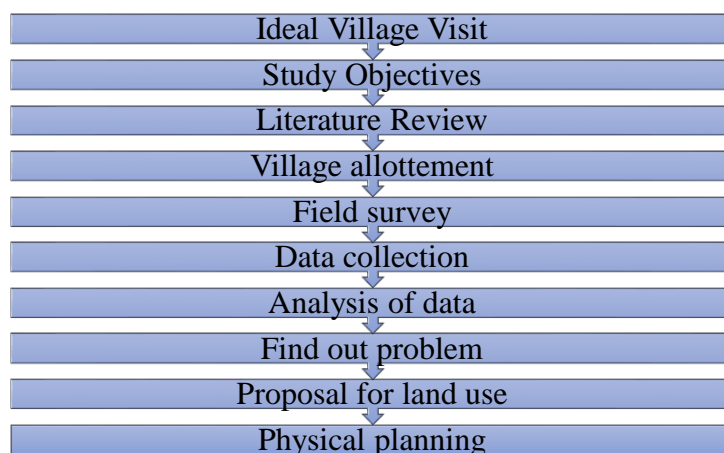 Ideal Village Visit
Study Objectives
Literature Review
Village allottement
Field survey
Data collection
Analysis of data
Find out problem
Proposal for land use
Physical planning